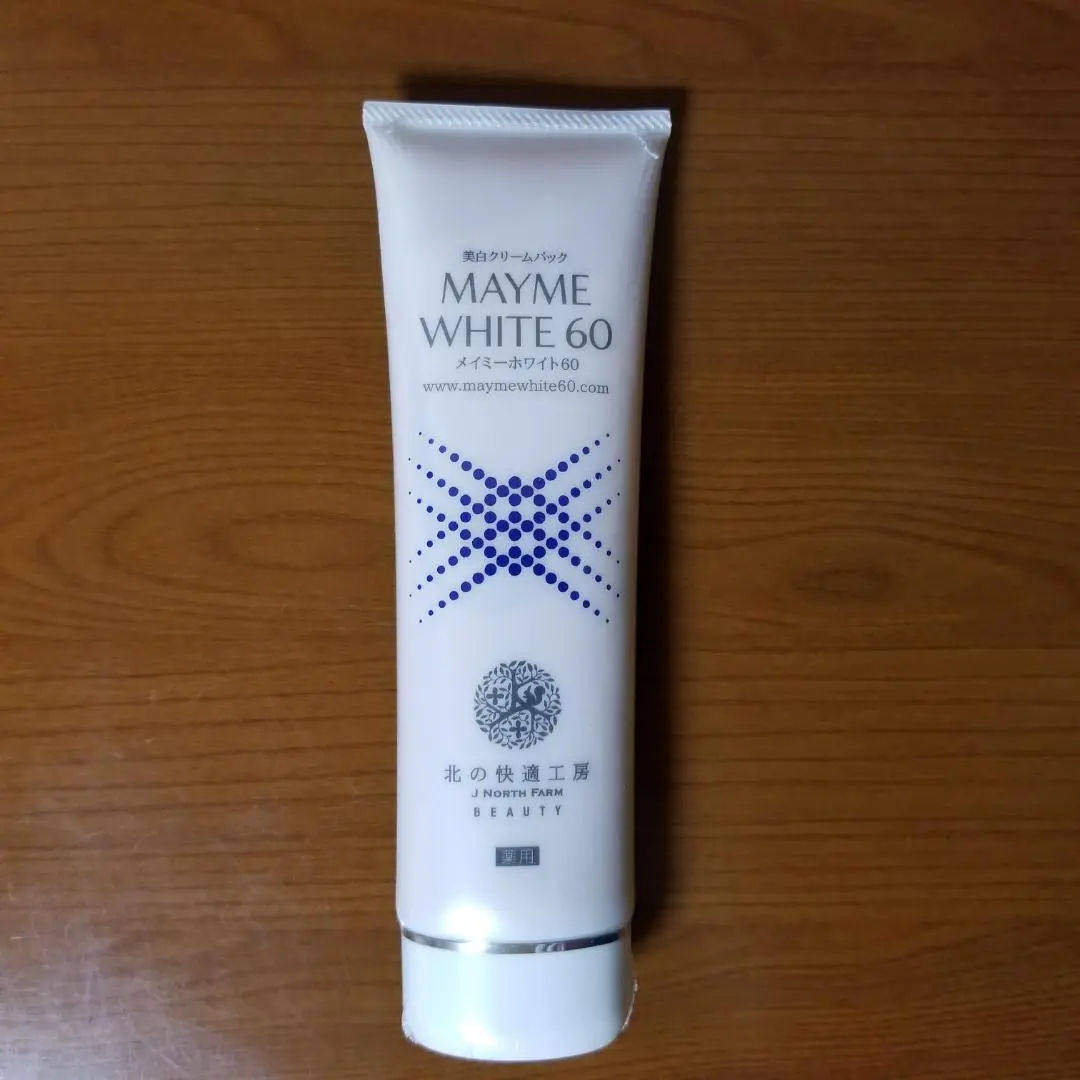 美白クリームパック
MAYME
WHITE 60
メイミーホワイト60
www.maymewhite60.com
北の快適工房
J NORTH FARM
BEAUTY
薬用